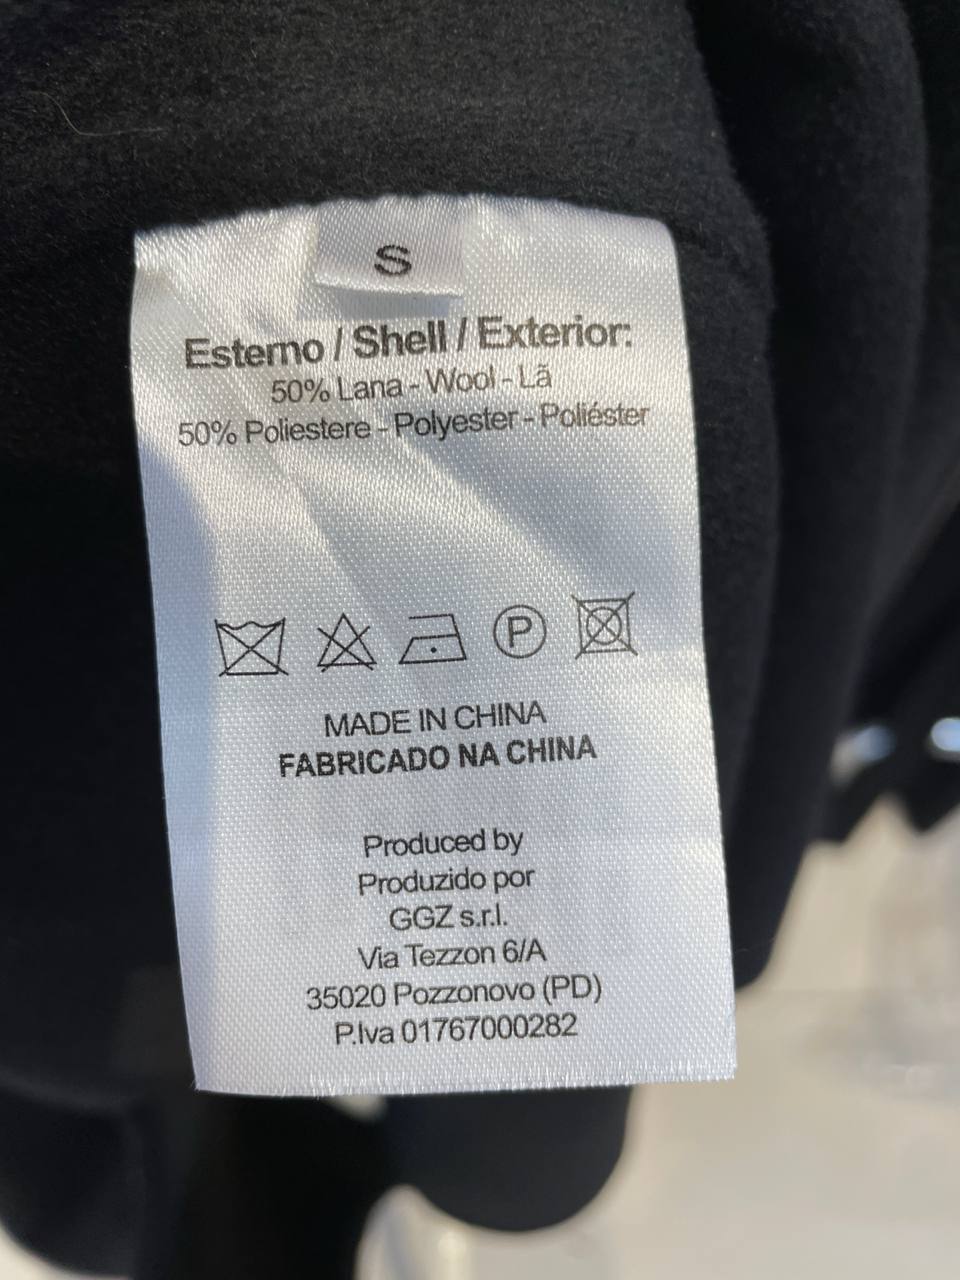 S
Esterno / Shell / Exterior:
50% Lana - Wool - Lã
50% Poliestere - Polyester - Poliéster
P
MADE IN CHINA
FABRICADO NA CHINA
Produced by
Produzido por
GGZ s.r.l.
Via Tezzon 6/A
35020 Pozzonovo (PD)
P.Iva 01767000282